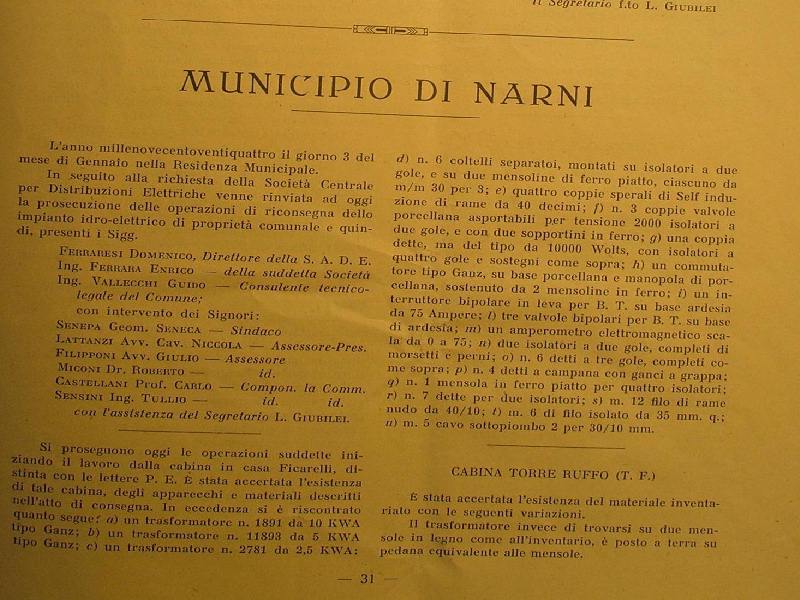 Il Segretario f.to L. GIUBILEI
MUNICIPIO DI NARNI
L'anno millenovecentoventiquattro il giorno 3 del
mese di Gennaio nella Residenza Municipale.
In seguito alla richiesta della Società Centrale
per Distribuzioni Elettriche venne rinviata ad oggi
la prosecuzione delle operazioni di riconsegna dello
impianto idro-elettrico di proprietà comunale e quin-
di, presenti i Sigg.
FERRARESI DOMENICO, Direttore della S. A. D. E.
Ing. FERRARA ENRICO — della suddetta Società
Ing. VALLECCHI GUIDO — Consulente tecnico-
legale del Comune;
con intervento dei Signori:
SENEPA Geom. SENECA — Sindaco
LATTANZI AVV. CAV. NICCOLA — Assessore-Pres.
FILIPPONI AVV. GIULIO — Assessore
MICONI DR. ROBERTO — id.
CASTELLANI Prof. CARLO — Compon. la Comm.
SENSINI Ing. TULLIO — id. id.
con l'assistenza del Segretario L. GIUBILEI.
Si proseguono oggi le operazioni suddette ini-
ziando il lavoro dalla cabina in casa Ficarelli, di-
stinta con le lettere P. E. È stata accertata l'esistenza
di tale cabina, degli apparecchi e materiali descritti
nell'atto di consegna. In eccedenza si è riscontrato
quanto segue: a) un trasformatore n. 1891 da 10 KWA
tipo Ganz; b) un trasformatore n. 11893 da 5 KWA
tipo Ganz; c) un trasformatore n. 2781 da 2,5 KWA;
d) n. 6 coltelli separatoi, montati su isolatori a due
gole, e su due mensoline di ferro piatto, ciascuno da
m/m 30 per 3; e) quattro coppie sperali di Self indu-
zione di rame da 40 decimi; f) n. 3 coppie valvole
porcellana asportabili per tensione 2000 isolatori a
due gole, e con due sopportini in ferro; g) una coppia
dette, ma del tipo da 10000 Wolts, con isolatori a
quattro gole e sostegni come sopra; h) un commuta-
tore tipo Ganz, su base porcellana e manopola di por-
cellana, sostenuto da 2 mensoline in ferro; i) un in-
terruttore bipolare in leva per B. T. su base ardesia
da 75 Ampere; l) tre valvole bipolari per B. T. su base
di ardesia; m) un amperometro elettromagnetico sca-
la da 0 a 75; n) due isolatori a due gole, completi di
morsetti e perni; o) n. 6 detti a tre gole, completi co-
me sopra; p) n. 4 detti a campana con ganci a grappa;
q) n. 1 mensola in ferro piatto per quattro isolatori;
r) n. 7 dette per due isolatori; s) m. 12 filo di rame
nudo da 40/10; t) m. 6 di filo isolato da 35 mm. q.;
u) m. 5 cavo sottopiombo 2 per 30/10 mm.
CABINA TORRE RUFFO (T. F.)
È stata accertata l'esistenza del materiale inventa-
riato con le seguenti variazioni.
Il trasformatore invece di trovarsi su due men-
sole in legno come all'inventario, è posto a terra su
pedana equivalente alle mensole.
— 31 —